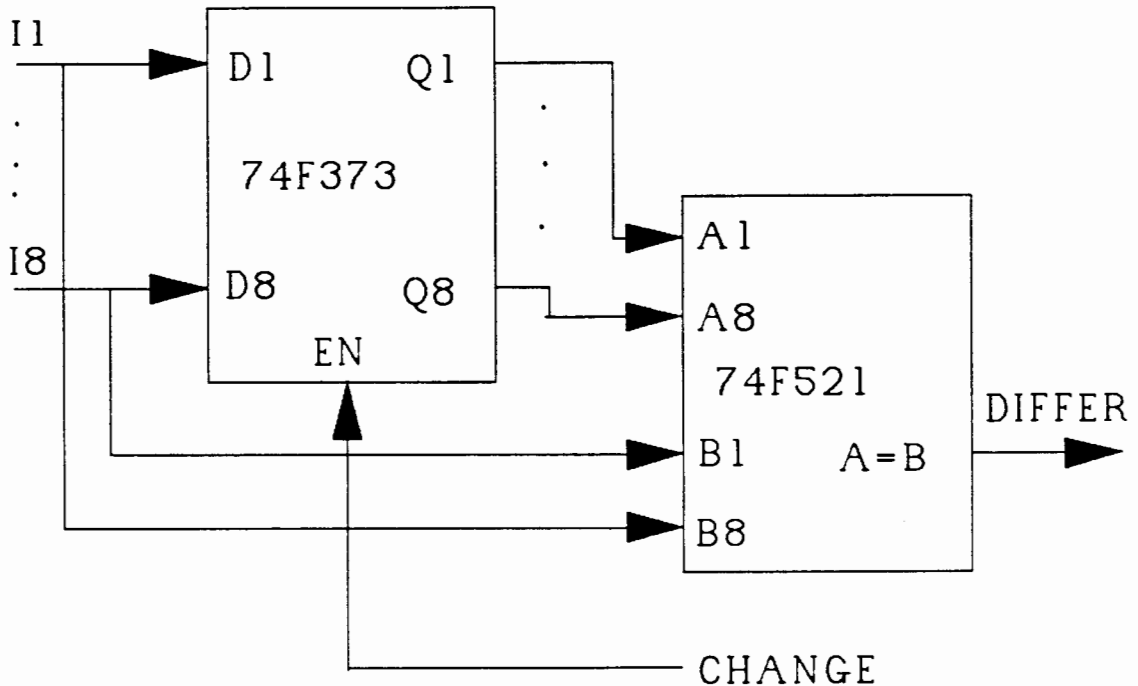 I1
D1
Q1
74F373
I8
D8
Q8
EN
A1
A8
74F521
DIFFER
B1
A=B
B8
CHANGE